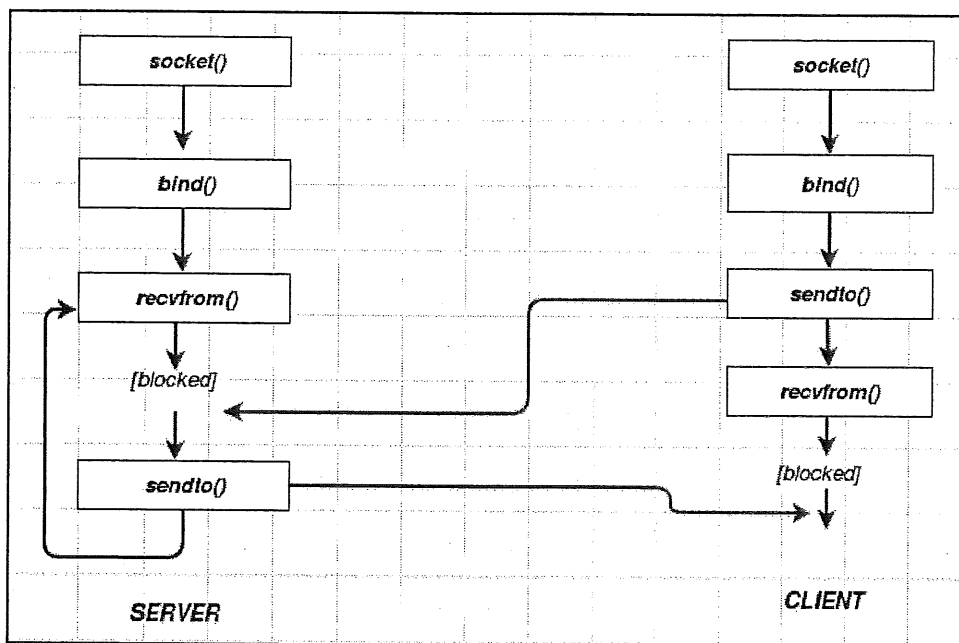 socket()
bind()
recvfrom()
[blocked]
sendto()
SERVER
socket()
bind()
sendto()
recvfrom()
[blocked]
CLIENT